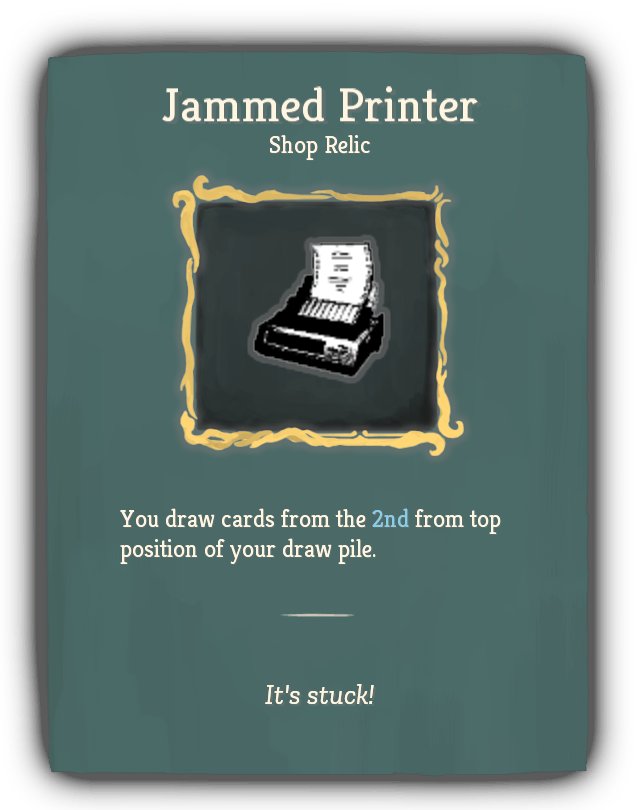 Jammed Printer
Shop Relic
You draw cards from the 2nd from top
position of your draw pile.
It's stuck!